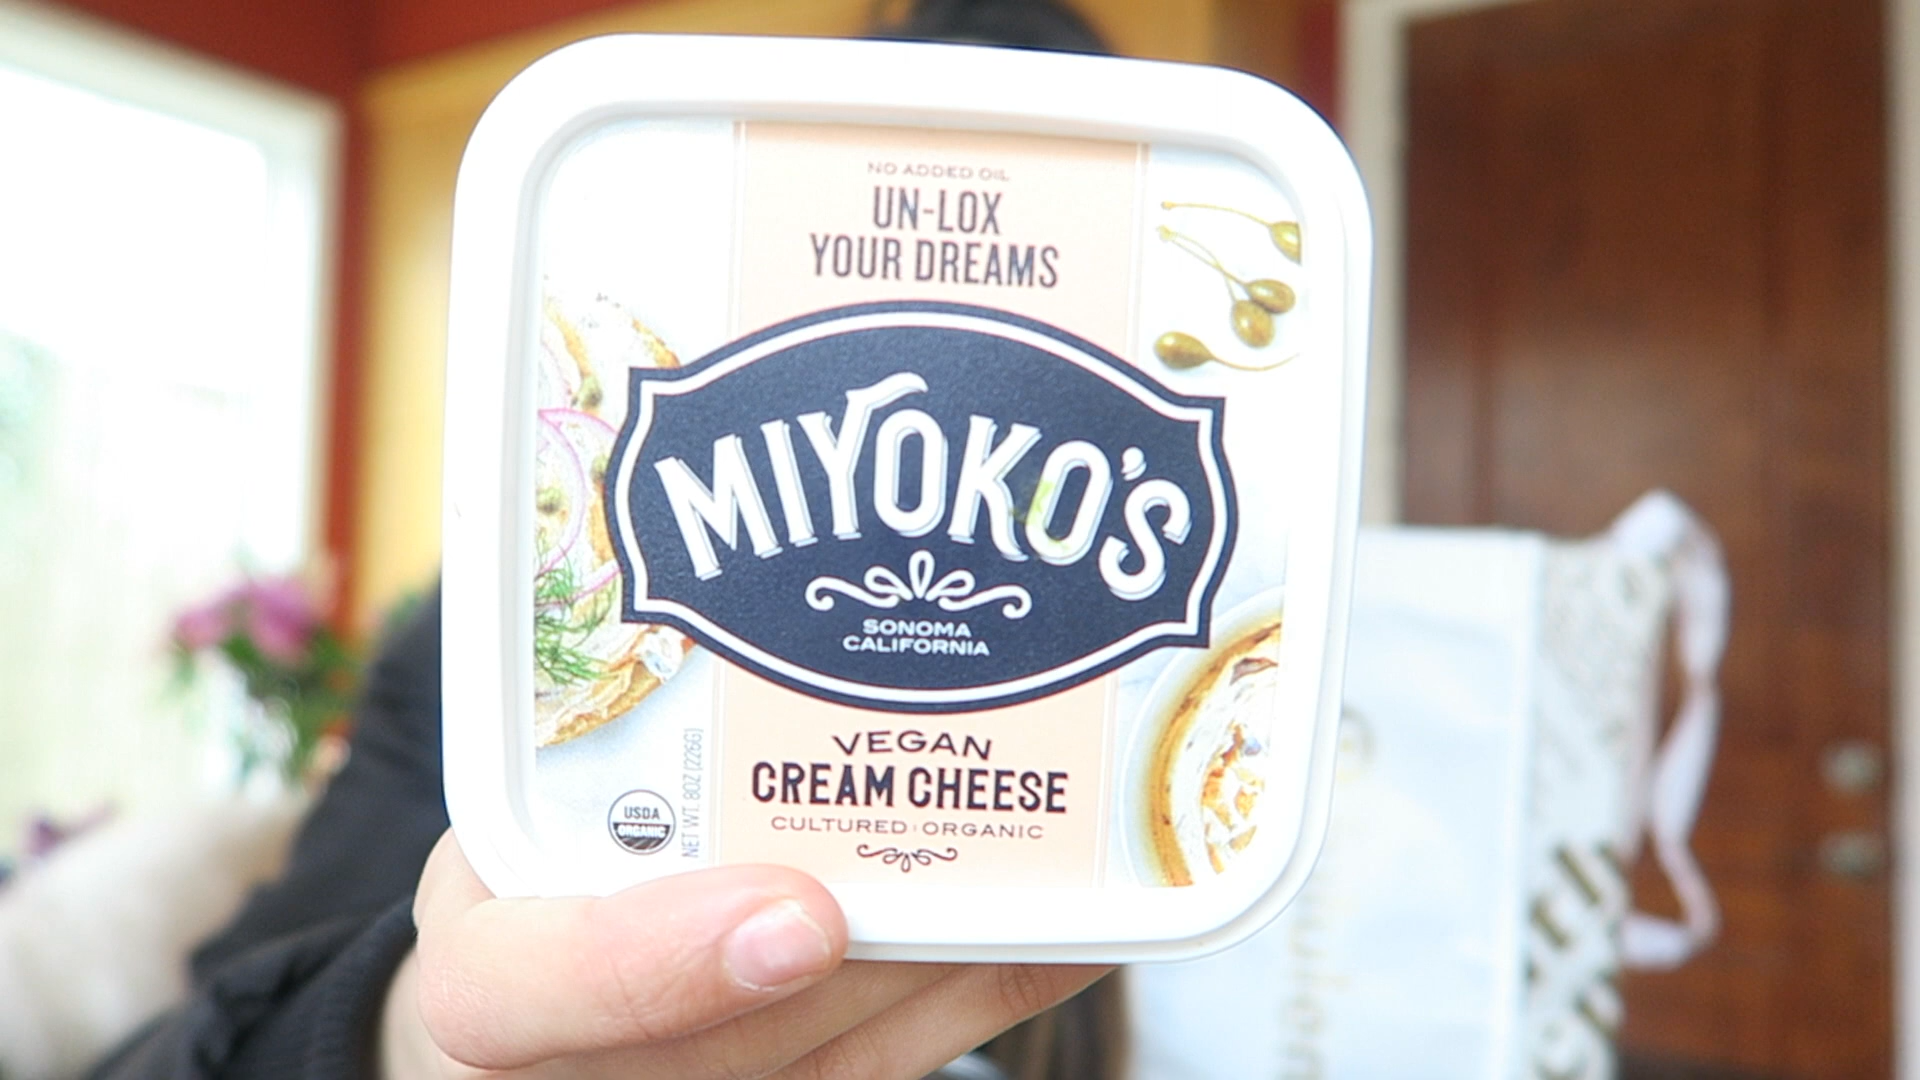 NO ADDED OIL
UN-LOX
YOUR DREAMS
MIYOKO'S
SONOMA
CALIFORNIA
VEGAN
CREAM CHEESE
CULTURED ORGANIC
USDA
ORGANIC
NET WT. 8OZ (226G)